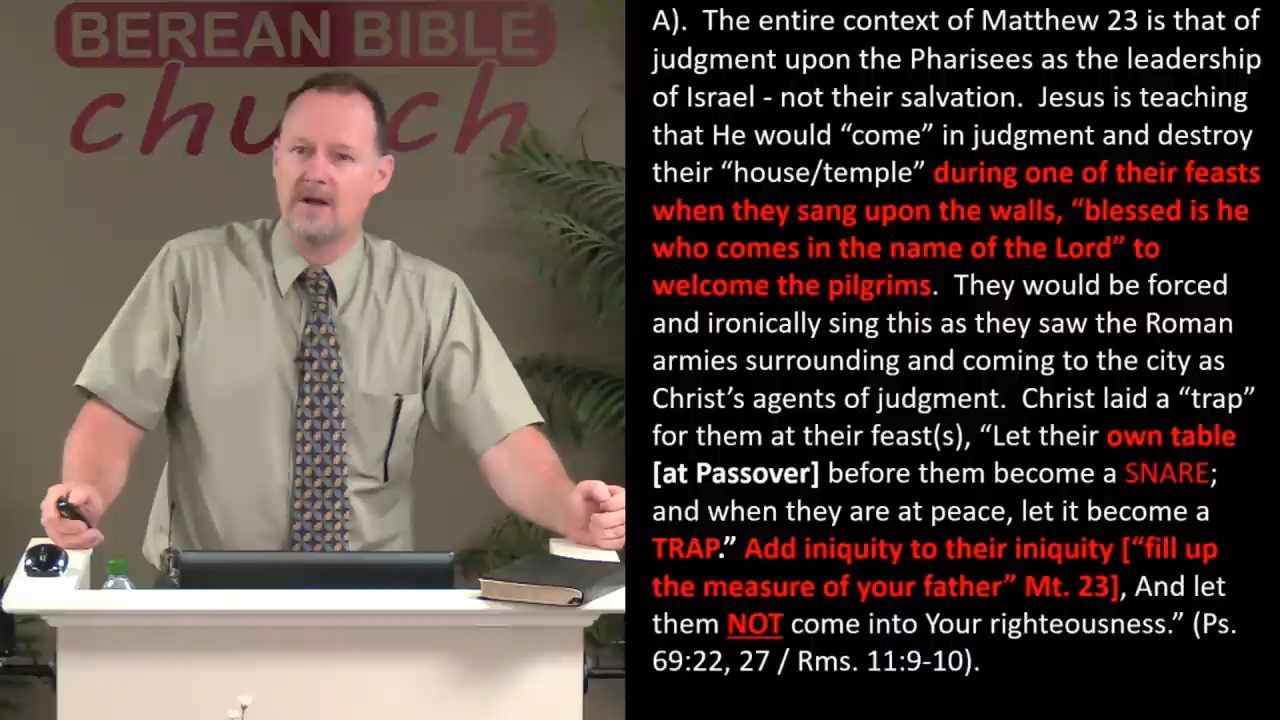 BEREAN BIBLE
church
A).  The entire context of Matthew 23 is that of
judgment upon the Pharisees as the leadership
of Israel - not their salvation.  Jesus is teaching
that He would “come” in judgment and destroy
their “house/temple” during one of their feasts
when they sang upon the walls, “blessed is he
who comes in the name of the Lord” to
welcome the pilgrims.  They would be forced
and ironically sing this as they saw the Roman
armies surrounding and coming to the city as
Christ’s agents of judgment.  Christ laid a “trap”
for them at their feast(s), “Let their own table
[at Passover] before them become a SNARE;
and when they are at peace, let it become a
TRAP.” Add iniquity to their iniquity [“fill up
the measure of your father” Mt. 23], And let
them NOT come into Your righteousness.” (Ps.
69:22, 27 / Rms. 11:9-10).